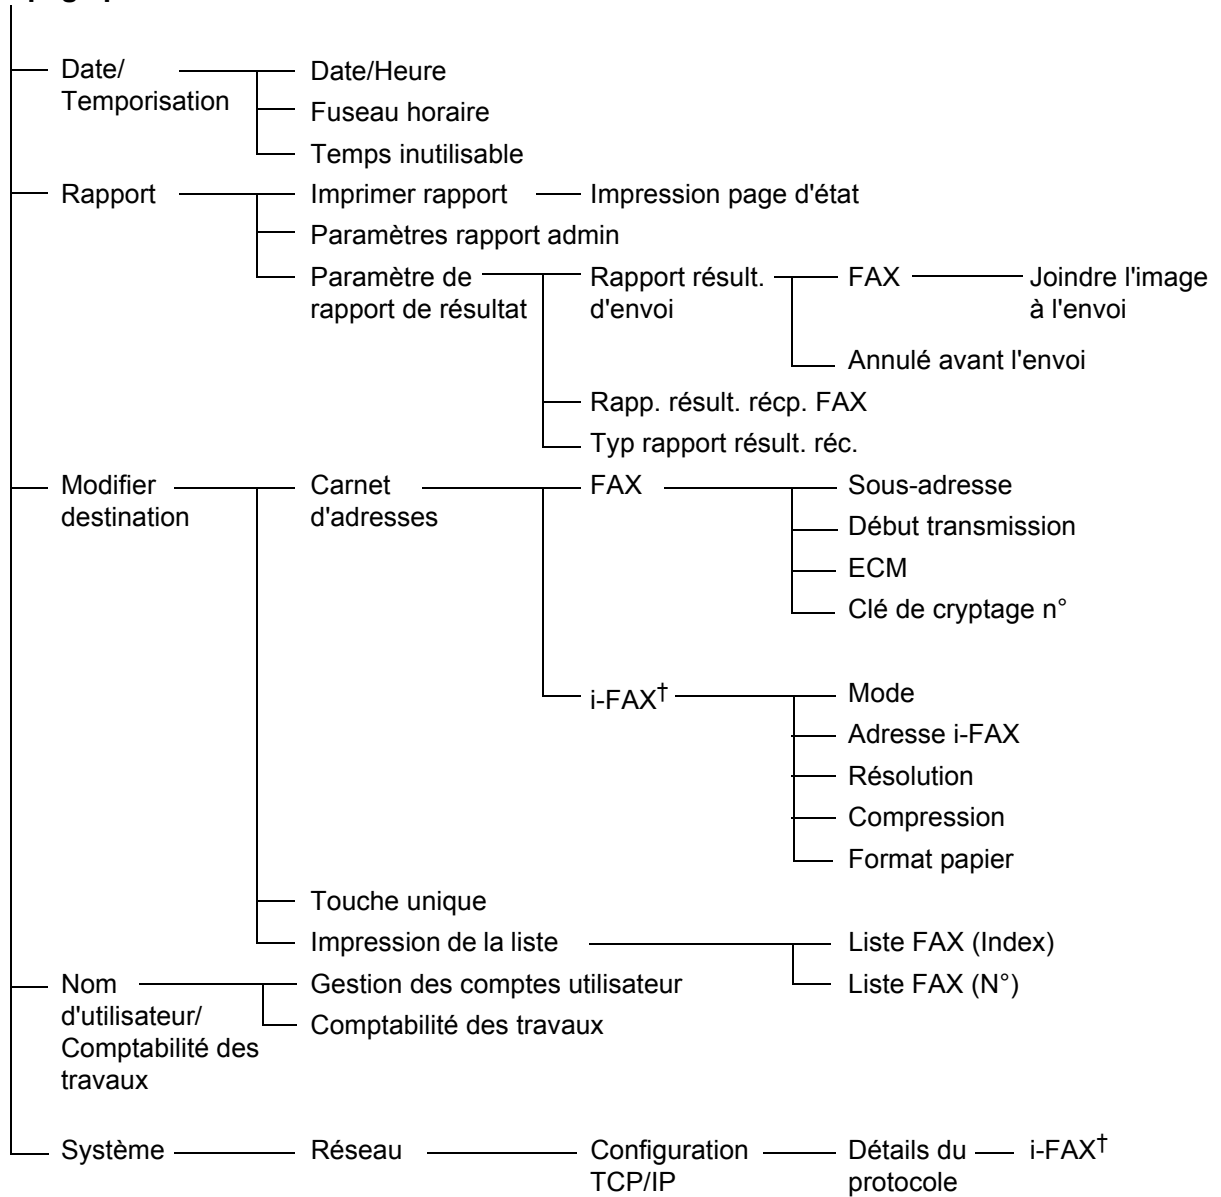 Date/
Temporisation
Date/Heure
Fuseau horaire
Temps inutilisable
Rapport
Imprimer rapport
Impression page d'état
Paramètres rapport admin
Paramètre de
rapport de résultat
Rapport résult.
d'envoi
FAX
Joindre l'image
à l'envoi
Annulé avant l'envoi
Rapp. résult. récp. FAX
Typ rapport résult. réc.
Modifier
destination
Carnet
d'adresses
FAX
Sous-adresse
Début transmission
ECM
Clé de cryptage n°
i-FAX†
Mode
Adresse i-FAX
Résolution
Compression
Format papier
Touche unique
Impression de la liste
Liste FAX (Index)
Liste FAX (N°)
Nom
d'utilisateur/
Comptabilité des
travaux
Gestion des comptes utilisateur
Comptabilité des travaux
Système
Réseau
Configuration
TCP/IP
Détails du
protocole
i-FAX†